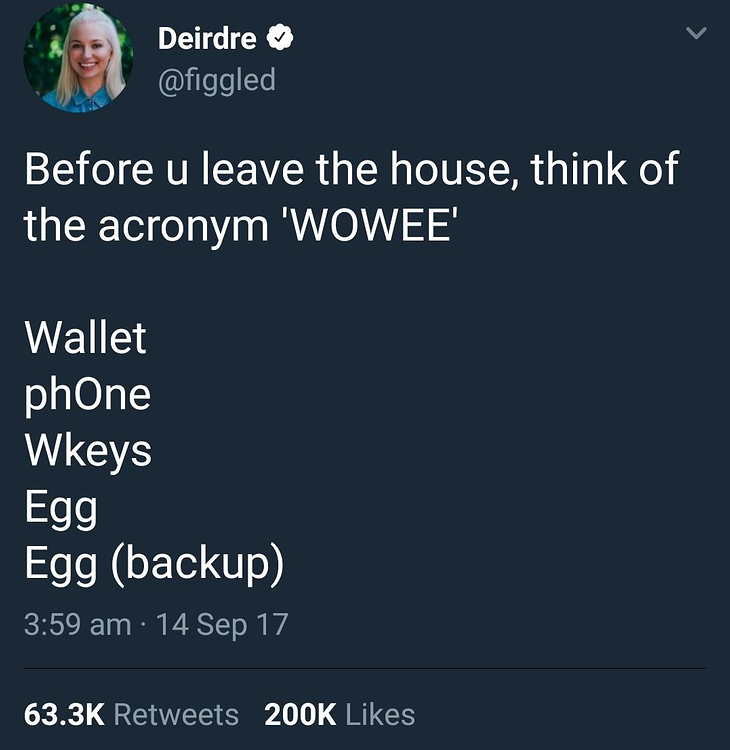 Deirdre
@figgled
Before u leave the house, think of
the acronym 'WOWEE'
Wallet
phOne
Wkeys
Egg
Egg (backup)
3:59 am · 14 Sep 17
63.3K Retweets 200K Likes